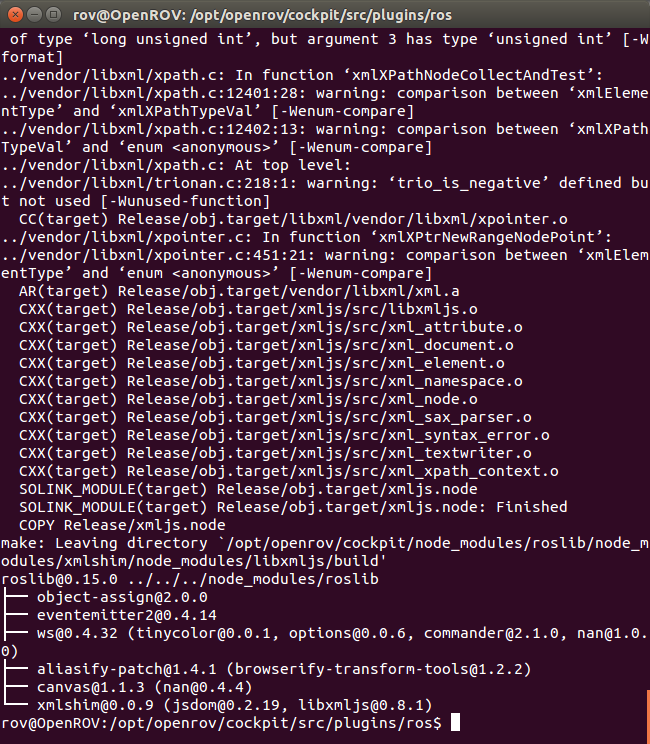 rov@OpenROV: /opt/openrov/cockpit/src/plugins/ros
 of type ‘long unsigned int’, but argument 3 has type ‘unsigned int’ [-W
format]
../vendor/libxml/xpath.c: In function ‘xmlXPathNodeCollectAndTest’:
../vendor/libxml/xpath.c:12401:28: warning: comparison between ‘xmlEleme
ntType’ and ‘xmlXPathTypeVal’ [-Wenum-compare]
../vendor/libxml/xpath.c:12402:13: warning: comparison between ‘xmlXPath
TypeVal’ and ‘enum <anonymous>’ [-Wenum-compare]
../vendor/libxml/xpath.c: At top level:
../vendor/libxml/trionan.c:218:1: warning: ‘trio_is_negative’ defined bu
t not used [-Wunused-function]
  CC(target) Release/obj.target/libxml/vendor/libxml/xpointer.o
../vendor/libxml/xpointer.c: In function ‘xmlXPtrNewRangeNodePoint’:
../vendor/libxml/xpointer.c:451:21: warning: comparison between ‘xmlElem
entType’ and ‘enum <anonymous>’ [-Wenum-compare]
  AR(target) Release/obj.target/vendor/libxml/xml.a
  CXX(target) Release/obj.target/xmljs/src/libxmljs.o
  CXX(target) Release/obj.target/xmljs/src/xml_attribute.o
  CXX(target) Release/obj.target/xmljs/src/xml_document.o
  CXX(target) Release/obj.target/xmljs/src/xml_element.o
  CXX(target) Release/obj.target/xmljs/src/xml_namespace.o
  CXX(target) Release/obj.target/xmljs/src/xml_node.o
  CXX(target) Release/obj.target/xmljs/src/xml_sax_parser.o
  CXX(target) Release/obj.target/xmljs/src/xml_syntax_error.o
  CXX(target) Release/obj.target/xmljs/src/xml_textwriter.o
  CXX(target) Release/obj.target/xmljs/src/xml_xpath_context.o
  SOLINK_MODULE(target) Release/obj.target/xmljs.node
  SOLINK_MODULE(target) Release/obj.target/xmljs.node: Finished
  COPY Release/xmljs.node
make: Leaving directory `/opt/openrov/cockpit/node_modules/roslib/node_m
odules/xmlshim/node_modules/libxmljs/build'
roslib@0.15.0 ../../../node_modules/roslib
├── object-assign@2.0.0
├── eventemitter2@0.4.14
├── ws@0.4.32 (tinycolor@0.0.1, options@0.0.6, commander@2.1.0, nan@1.0.
0)
├── aliasify-patch@1.4.1 (browserify-transform-tools@1.2.2)
├── canvas@1.1.3 (nan@0.4.4)
└── xmlshim@0.0.9 (jsdom@0.2.19, libxmljs@0.8.1)
rov@OpenROV:/opt/openrov/cockpit/src/plugins/ros$